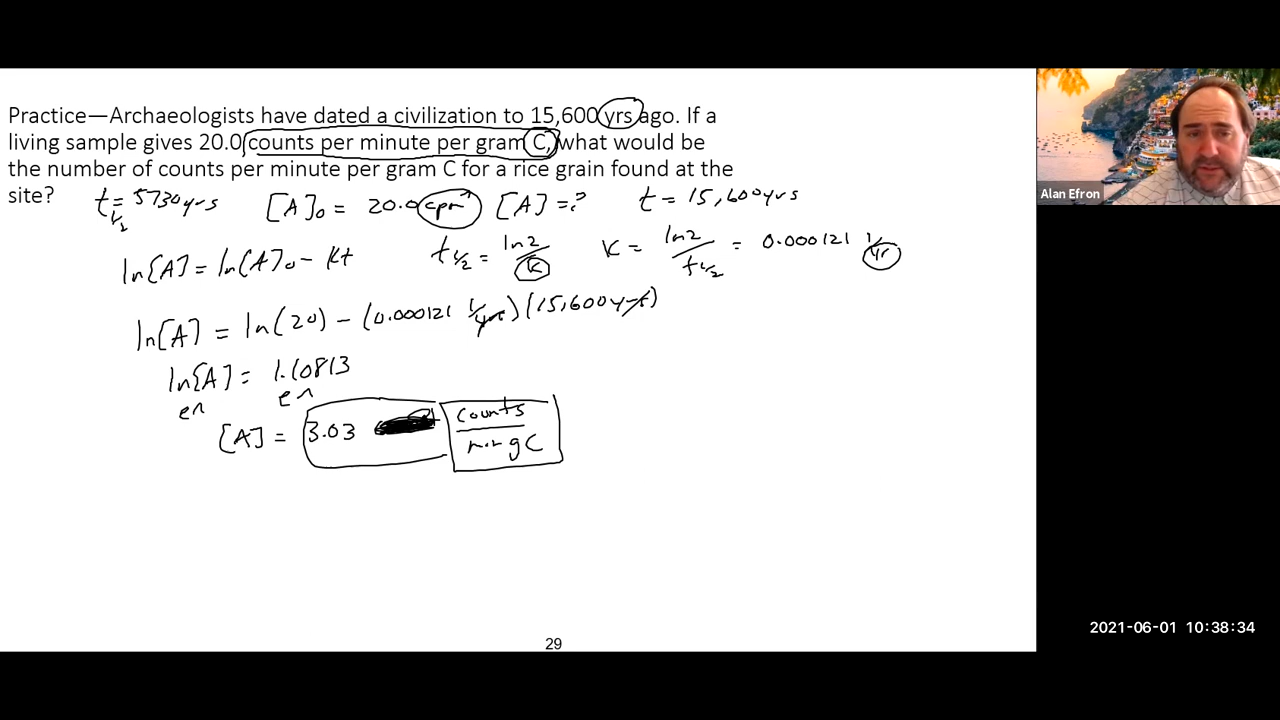 Practice—Archaeologists have dated a civilization to 15,600 yrs ago. If a
living sample gives 20.0 counts per minute per gram C, what would be
the number of counts per minute per gram C for a rice grain found at the
site?
t½ = 5730 yrs [A]₀ = 20.0 cpm [A] = ? t = 15,600 yrs
ln[A] = ln[A]₀ - kt t½ = ln2/k k = ln2/t½ = 0.000121 1/yr
ln[A] = ln(20) - (0.000121 1/yrs)(15,600 yrs)
ln[A] = 1.10813
e^ e^
[A] = 3.03 counts/min g C
29
Alan Efron
2021-06-01 10:38:34